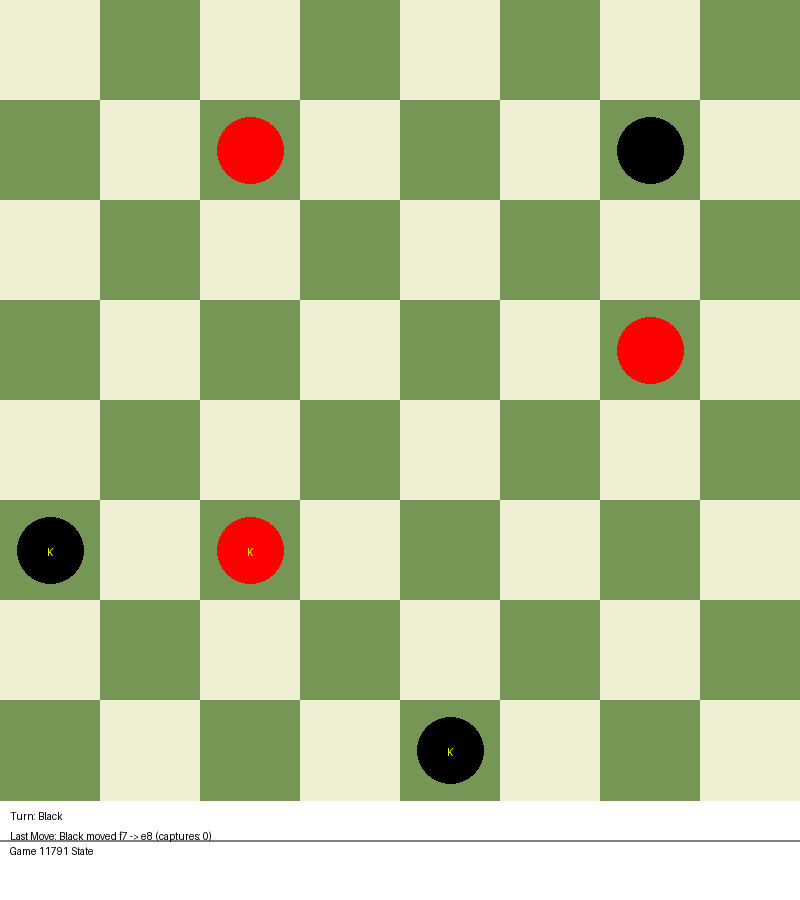 K
K
K
Turn: Black
Last Move: Black moved f7 -> e8 (captures: 0)
Game 11791 State